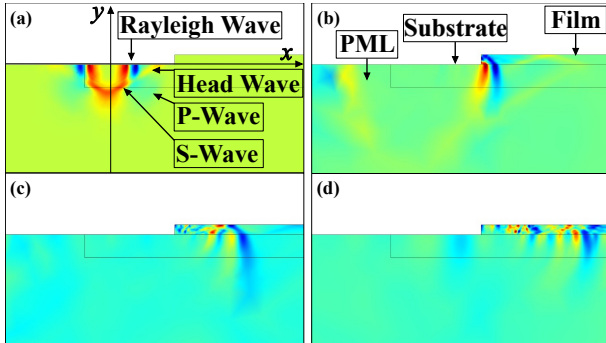 (a)
y
Rayleigh Wave
x
Head Wave
P-Wave
S-Wave
(b)
Substrate
Film
PML
(c)
(d)